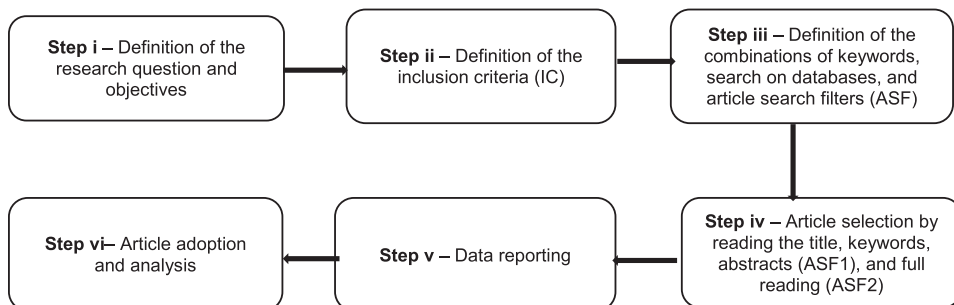 Step i – Definition of the
research question and
objectives
Step ii – Definition of the
inclusion criteria (IC)
Step iii – Definition of the
combinations of keywords,
search on databases, and
article search filters (ASF)
Step iv – Article selection by
reading the title, keywords,
abstracts (ASF1), and full
reading (ASF2)
Step v – Data reporting
Step vi– Article adoption
and analysis